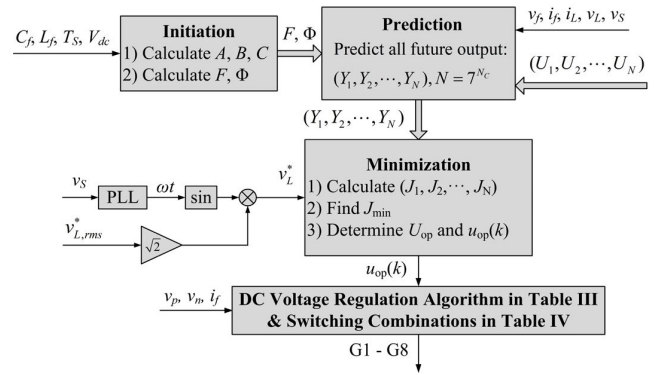 Initiation
1) Calculate A, B, C
2) Calculate F, Φ
C_f, L_f, T_S, V_dc
F, Φ
Prediction
Predict all future output:
(Y_1, Y_2, ⋯, Y_N), N = 7^{N_C}
v_f, i_f, i_L, v_L, v_S
(U_1, U_2, ⋯, U_N)
(Y_1, Y_2, ⋯, Y_N)
Minimization
1) Calculate (J_1, J_2, ⋯, J_N)
2) Find J_min
3) Determine U_op and u_op(k)
v_S
PLL
ωt
sin
v_L^*
v_{L,rms}^*
√2
u_op(k)
v_p, v_n, i_f
DC Voltage Regulation Algorithm in Table III
& Switching Combinations in Table IV
G1 - G8